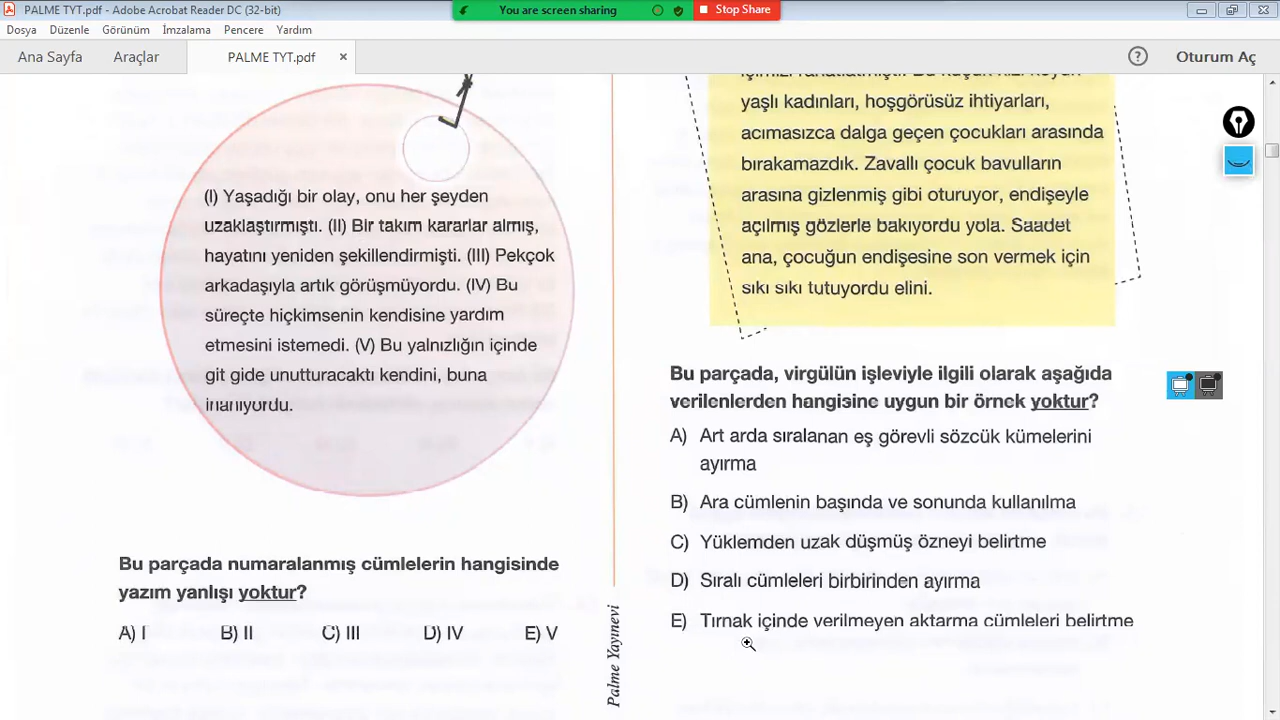 PALME TYT.pdf - Adobe Acrobat Reader DC (32-bit)
You are screen sharing
Stop Share
Dosya Düzenle Görünüm İmzalama Pencere Yardım
Ana Sayfa Araçlar PALME TYT.pdf × ? Oturum Aç
(I) Yaşadığı bir olay, onu her şeyden
uzaklaştırmıştı. (II) Bir takım kararlar almış,
hayatını yeniden şekillendirmişti. (III) Pekçok
arkadaşıyla artık görüşmüyordu. (IV) Bu
süreçte hiçkimsenin kendisine yardım
etmesini istemedi. (V) Bu yalnızlığın içinde
git gide unutturacaktı kendini, buna
inanıyordu.
Bu parçada numaralanmış cümlelerin hangisinde
yazım yanlışı yoktur?
A) I B) II C) III D) IV E) V
Palme Yayınevi
işimizi rahatlatmıştı. Bu küçük kızı koyun
yaşlı kadınları, hoşgörüsüz ihtiyarları,
acımasızca dalga geçen çocukları arasında
bırakamazdık. Zavallı çocuk bavulların
arasına gizlenmiş gibi oturuyor, endişeyle
açılmış gözlerle bakıyordu yola. Saadet
ana, çocuğun endişesine son vermek için
sıkı sıkı tutuyordu elini.
Bu parçada, virgülün işleviyle ilgili olarak aşağıda
verilenlerden hangisine uygun bir örnek yoktur?
A) Art arda sıralanan eş görevli sözcük kümelerini
ayırma
B) Ara cümlenin başında ve sonunda kullanılma
C) Yüklemden uzak düşmüş özneyi belirtme
D) Sıralı cümleleri birbirinden ayırma
E) Tırnak içinde verilmeyen aktarma cümleleri belirtme